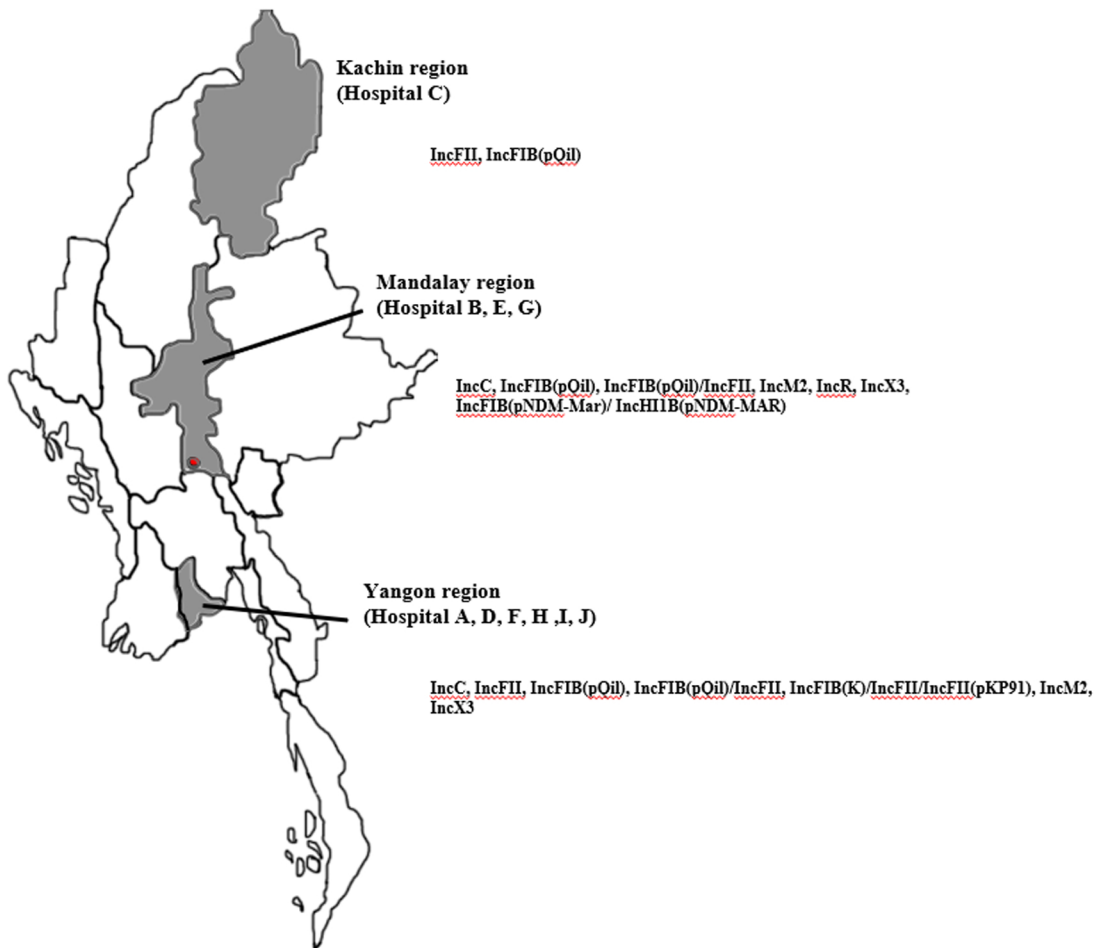 Kachin region
(Hospital C)
IncFII, IncFIB(pQil)
Mandalay region
(Hospital B, E, G)
IncC, IncFIB(pQil), IncFIB(pQil)/IncFII, IncM2, IncR, IncX3,
IncFIB(pNDM-Mar)/ IncHI1B(pNDM-MAR)
Yangon region
(Hospital A, D, F, H ,I, J)
IncC, IncFII, IncFIB(pQil), IncFIB(pQil)/IncFII, IncFIB(K)/IncFII/IncFII(pKP91), IncM2,
IncX3